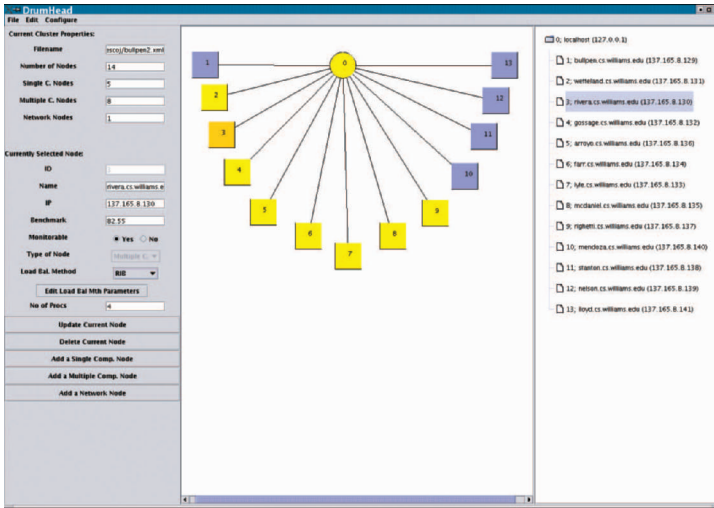 DrumHead
File Edit Configure
Current Cluster Properties:
Filename
escoj/bullpen2.xml
Number of Nodes 14
Single C. Nodes 5
Multiple C. Nodes 8
Network Nodes 1
Currently Selected Node:
ID
Name rivera.cs.williams.e
IP 137.165.8.130
Benchmark 82.55
Monitorable Yes No
Type of Node Multiple C.
Load Bal. Method
Edit Load Bal Mth Parameters
No of Procs 4
Update Current Node
Delete Current Node
Add a Single Comp. Node
Add a Multiple Comp. Node
Add a Network Node
0
1
2
3
4
5
6
7
8
9
10
11
12
13
0; localhost (127.0.0.1)
1; bullpen.cs.williams.edu (137.165.8.129)
2; wetteland.cs.williams.edu (137.165.8.131)
3; rivera.cs.williams.edu (137.165.8.130)
4; gossage.cs.williams.edu (137.165.8.132)
5; arroyo.cs.williams.edu (137.165.8.136)
6; farr.cs.williams.edu (137.165.8.134)
7; lyle.cs.williams.edu (137.165.8.133)
8; mcdaniel.cs.williams.edu (137.165.8.135)
9; righetti.cs.williams.edu (137.165.8.137)
10; mendoza.cs.williams.edu (137.165.8.140)
11; stanton.cs.williams.edu (137.165.8.138)
12; nelson.cs.williams.edu (137.165.8.139)
13; lloyd.cs.williams.edu (137.165.8.141)